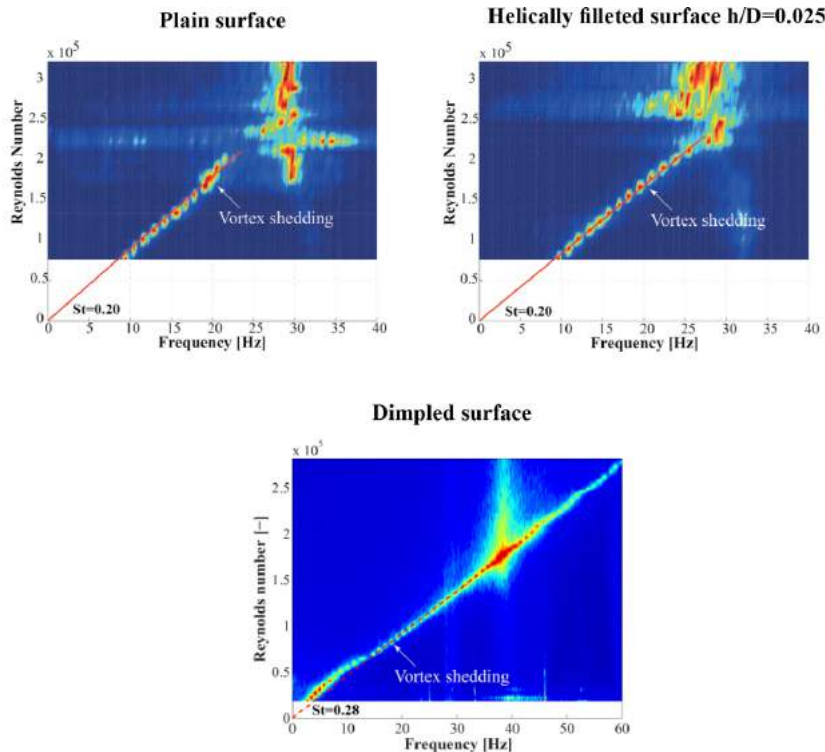 Plain surface
x 10⁵
3
2.5
2
1.5
1
0.5
0
Reynolds Number
Vortex shedding
St=0.20
0 5 10 15 20 25 30 35 40
Frequency [Hz]
Helically filleted surface h/D=0.025
x 10⁵
3
2.5
2
1.5
1
0.5
0
Reynolds Number
Vortex shedding
St=0.20
0 10 15 20 25 30 35 40
Frequency [Hz]
Dimpled surface
x 10⁵
2.5
2
1.5
1
0.5
0
Reynolds number [−]
Vortex shedding
St=0.28
0 10 20 30 40 50 60
Frequency [Hz]